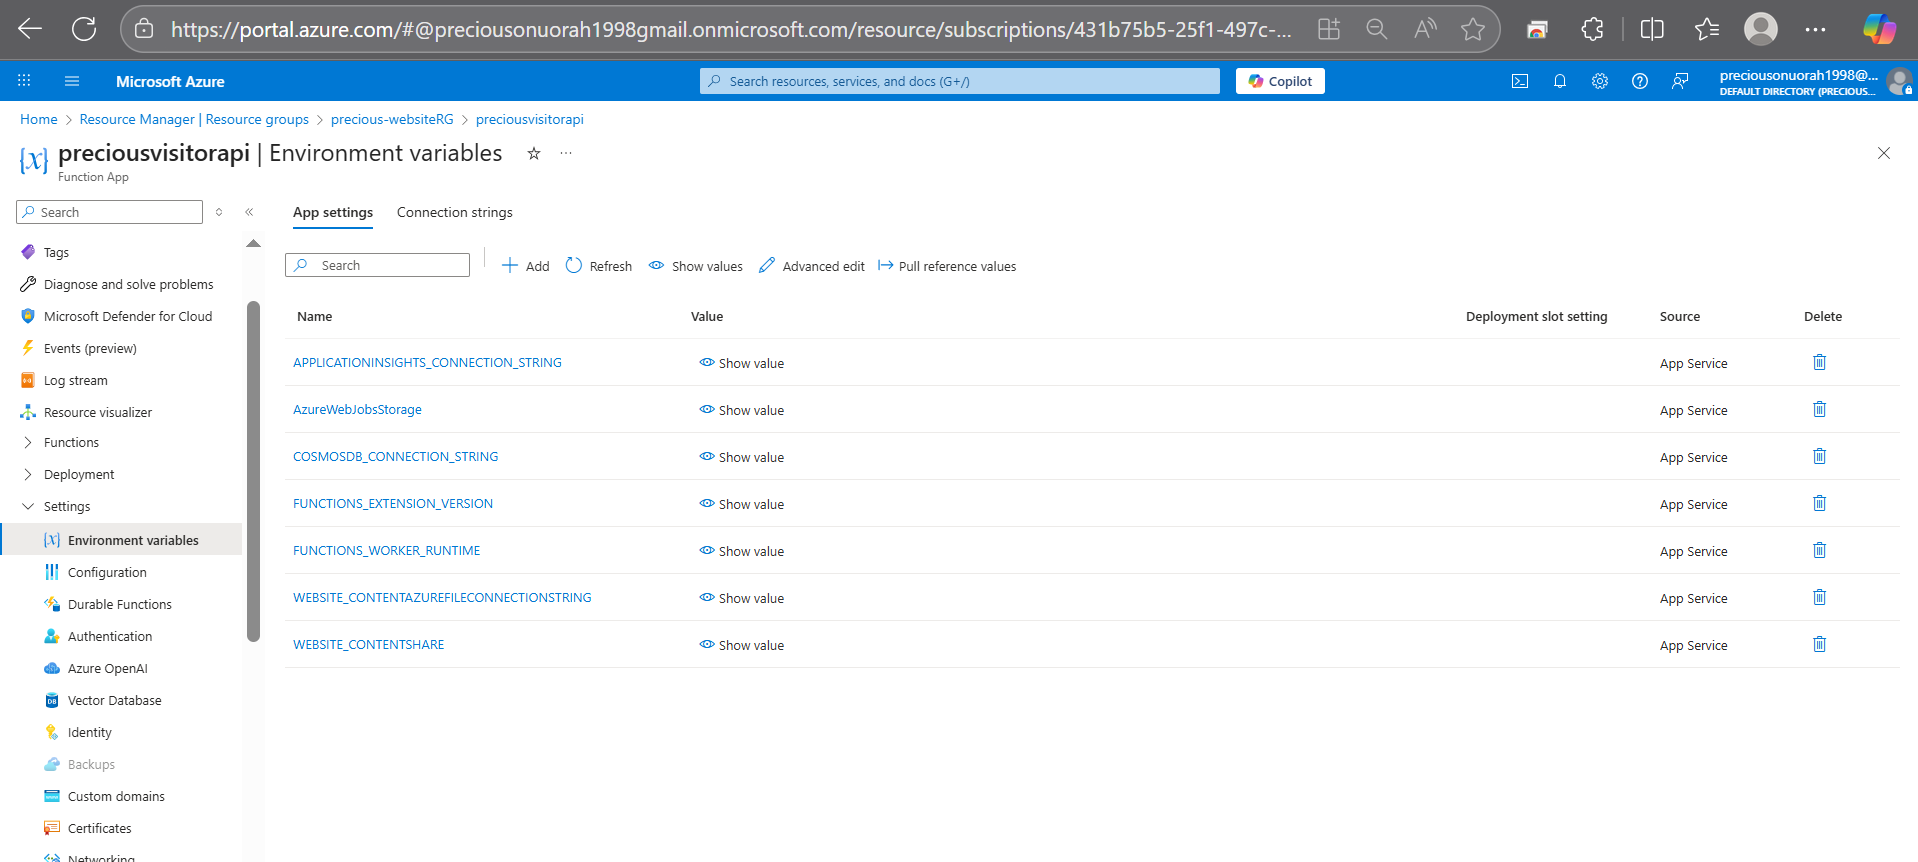 https://portal.azure.com/#@preciousonuorah1998gmail.onmicrosoft.com/resource/subscriptions/431b75b5-25f1-497c-...
Microsoft Azure
Search resources, services, and docs (G+/)
Copilot
preciousonuorah1998@...
DEFAULT DIRECTORY (PRECIOUS...
Home > Resource Manager | Resource groups > precious-websiteRG > preciousvisitorapi
preciousvisitorapi | Environment variables
Function App
Search
Tags
Diagnose and solve problems
Microsoft Defender for Cloud
Events (preview)
Log stream
Resource visualizer
Functions
Deployment
Settings
Environment variables
Configuration
Durable Functions
Authentication
Azure OpenAI
Vector Database
Identity
Backups
Custom domains
Certificates
Networking
App settings Connection strings
Search Add Refresh Show values Advanced edit Pull reference values
Name Value Deployment slot setting Source Delete
APPLICATIONINSIGHTS_CONNECTION_STRING Show value App Service
AzureWebJobsStorage Show value App Service
COSMOSDB_CONNECTION_STRING Show value App Service
FUNCTIONS_EXTENSION_VERSION Show value App Service
FUNCTIONS_WORKER_RUNTIME Show value App Service
WEBSITE_CONTENTAZUREFILECONNECTIONSTRING Show value App Service
WEBSITE_CONTENTSHARE Show value App Service